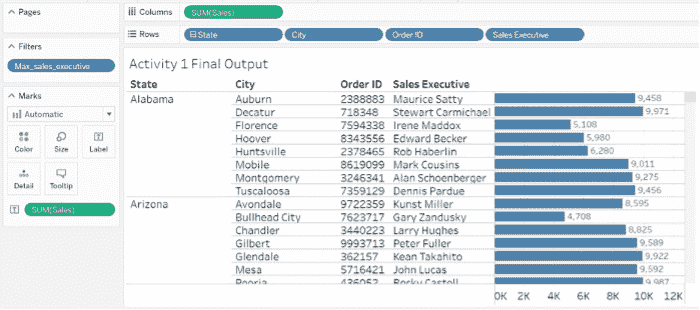 Pages
Columns SUM(Sales)
Rows State City Order ID Sales Executive
Filters
Max_sales_executive
Marks
Automatic
Color Size Label
Detail Tooltip
SUM(Sales)
Activity 1 Final Output
State City Order ID Sales Executive
Alabama Auburn 2388883 Maurice Satty 9,458
Decatur 718348 Stewart Carmichael 9,971
Florence 7594338 Irene Maddox 5,108
Hoover 8343556 Edward Becker 5,980
Huntsville 2378465 Rob Haberlin 6,280
Mobile 8619099 Mark Cousins 9,011
Montgomery 3246341 Alan Schoenberger 9,275
Tuscaloosa 7359129 Dennis Pardue 9,456
Arizona Avondale 9722359 Kunst Miller 8,595
Bullhead City 7623717 Gary Zandusky 4,708
Chandler 3440223 Larry Hughes 8,825
Gilbert 9993713 Peter Fuller 9,589
Glendale 362157 Kean Takahito 9,922
Mesa 5716421 John Lucas 9,592
Peoria 436052 Rocky Castell 9,987
0K 2K 4K 6K 8K 10K 12K